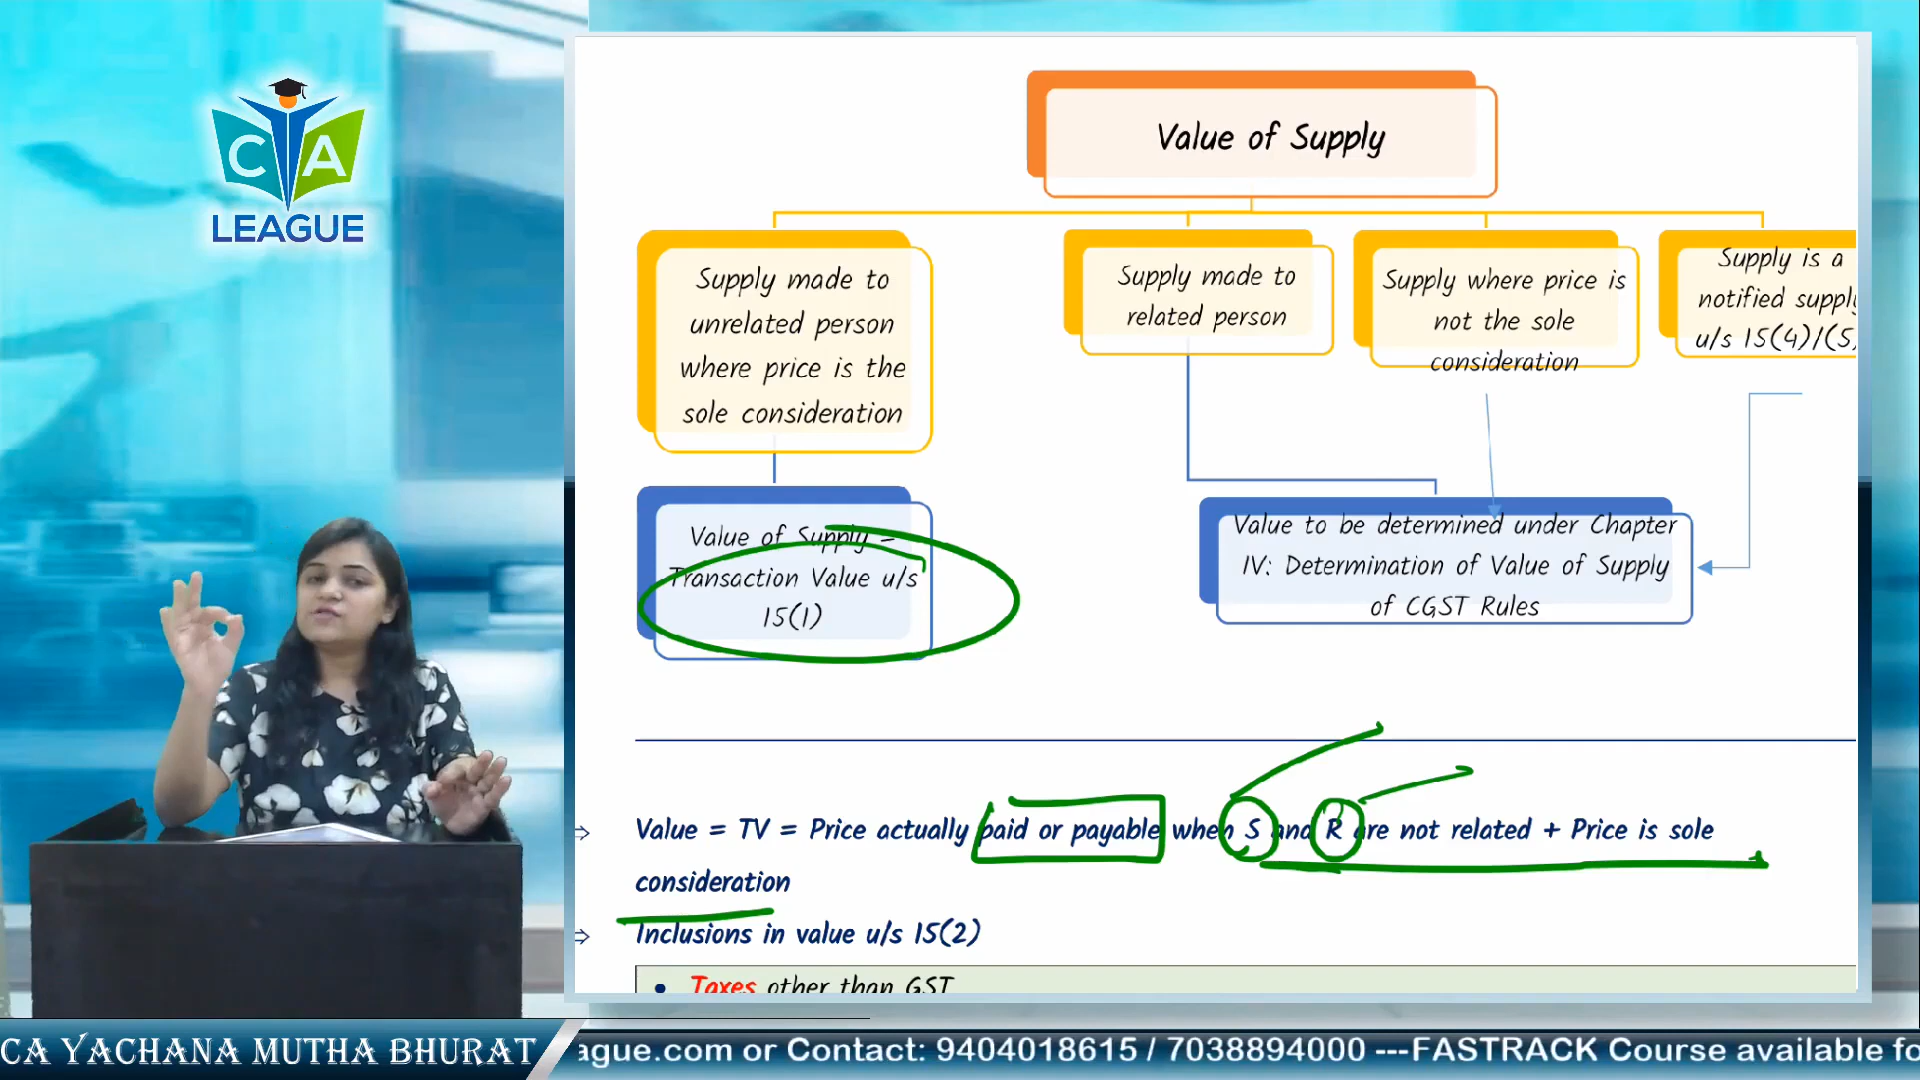 CA
LEAGUE
Value of Supply
Supply made to
unrelated person
where price is the
sole consideration
Supply made to
related person
Supply where price is
not the sole
consideration
Supply is a
notified supply
u/s 15(4)/(5)
Value of Supply =
Transaction Value u/s
15(1)
Value to be determined under Chapter
IV: Determination of Value of Supply
of CGST Rules
⇨ Value = TV = Price actually paid or payable when S and R are not related + Price is sole
consideration
⇨ Inclusions in value u/s 15(2)
• Taxes other than GST
CA YACHANA MUTHA BHURAT
ague.com or Contact: 9404018615 / 7038894000 ---FASTRACK Course available fo